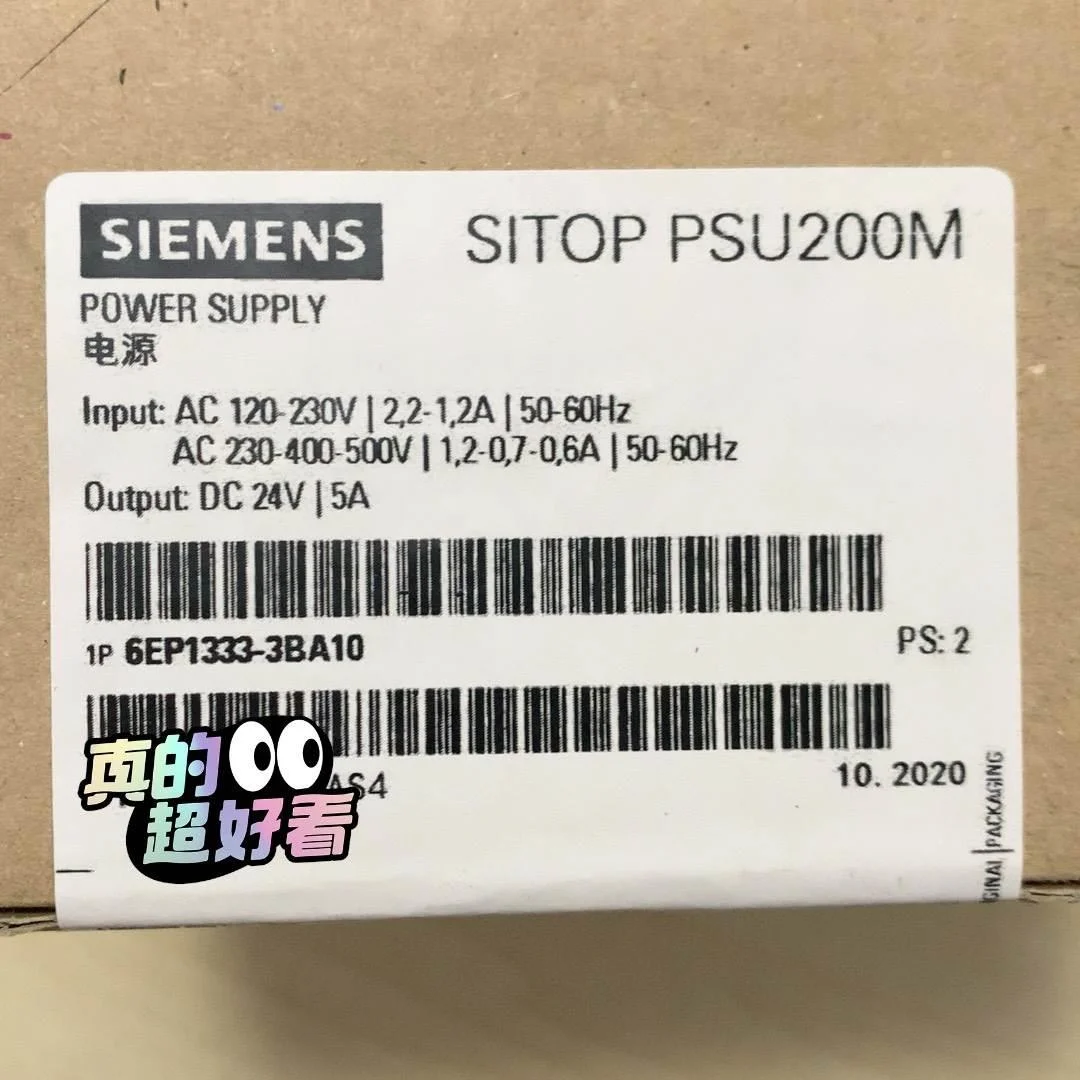 SIEMENS
SITOP PSU200M
POWER SUPPLY
电源
Input: AC 120-230V | 2,2-1,2A | 50-60Hz
AC 230-400-500V | 1,2-0,7-0,6A | 50-60Hz
Output: DC 24V | 5A
1P 6EP1333-3BA10
PS: 2
真的
超好看
AS4
10. 2020
PACKAGING